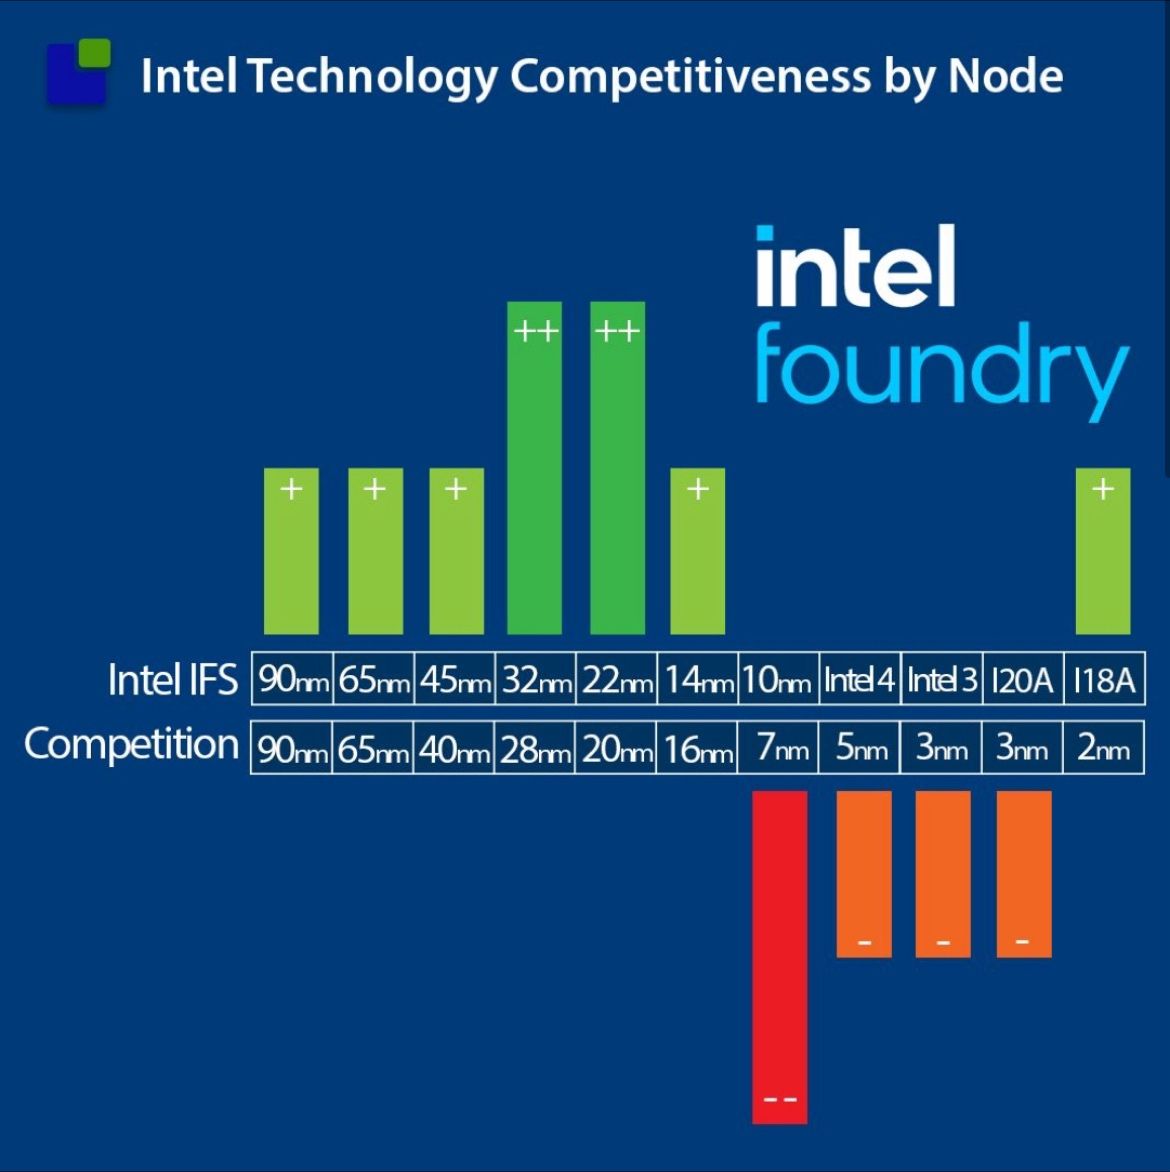 Intel Technology Competitiveness by Node
intel
foundry
++ ++
+ + + + +
Intel IFS 90nm 65nm 45nm 32nm 22nm 14nm 10nm Intel 4 Intel 3 I20A I18A
Competition 90nm 65nm 40nm 28nm 20nm 16nm 7nm 5nm 3nm 3nm 2nm
- - -
--